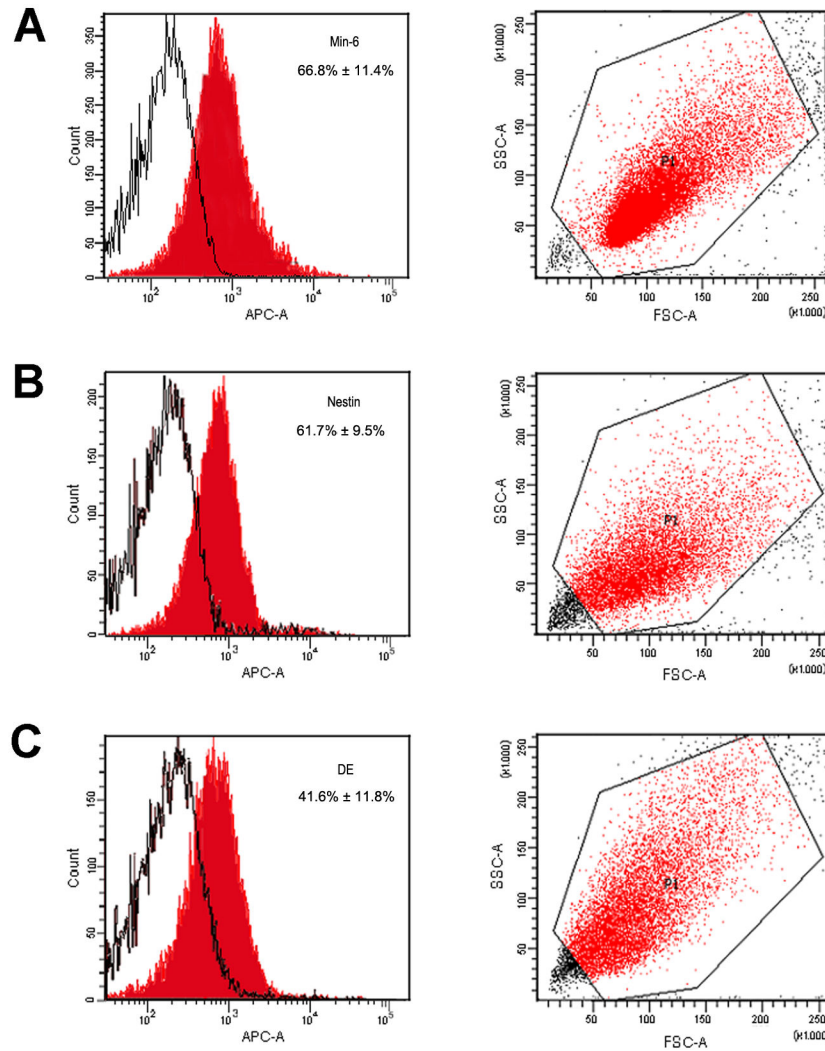 A
Min-6
66.8% ± 11.4%
Count
0 50 100 150 200 250 300 350
10² 10³ 10⁴ 10⁵
APC-A
(x1.000)
SSC-A
50 100 150 200 250
P1
50 100 150 200 250
FSC-A
(x1.000)
B
Nestin
61.7% ± 9.5%
Count
0 50 100 150 200
10² 10³ 10⁴ 10⁵
APC-A
(x1.000)
SSC-A
50 100 150 200 250
P1
50 100 150 200 250
FSC-A
(x1.000)
C
DE
41.6% ± 11.8%
Count
0 50 100 150
10² 10³ 10⁴ 10⁵
APC-A
(x1.000)
SSC-A
50 100 150 200 250
P1
50 100 150 200 250
FSC-A
(x1.000)